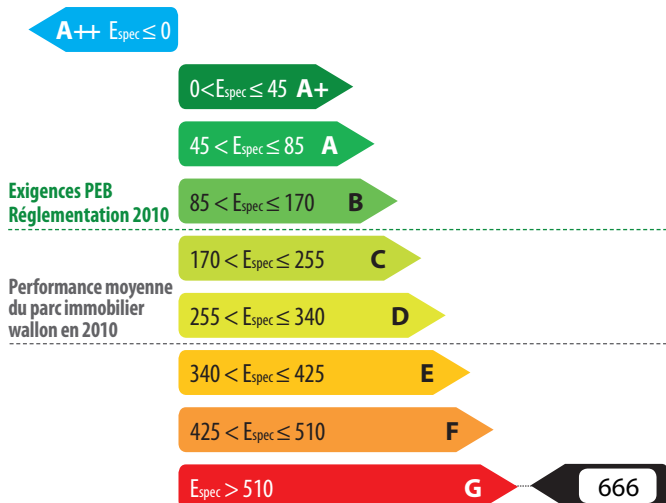 A++ Espec ≤ 0
0 < Espec ≤ 45 A+
45 < Espec ≤ 85 A
Exigences PEB
Réglementation 2010
85 < Espec ≤ 170 B
170 < Espec ≤ 255 C
Performance moyenne
du parc immobilier
wallon en 2010
255 < Espec ≤ 340 D
340 < Espec ≤ 425 E
425 < Espec ≤ 510 F
Espec > 510 G 666